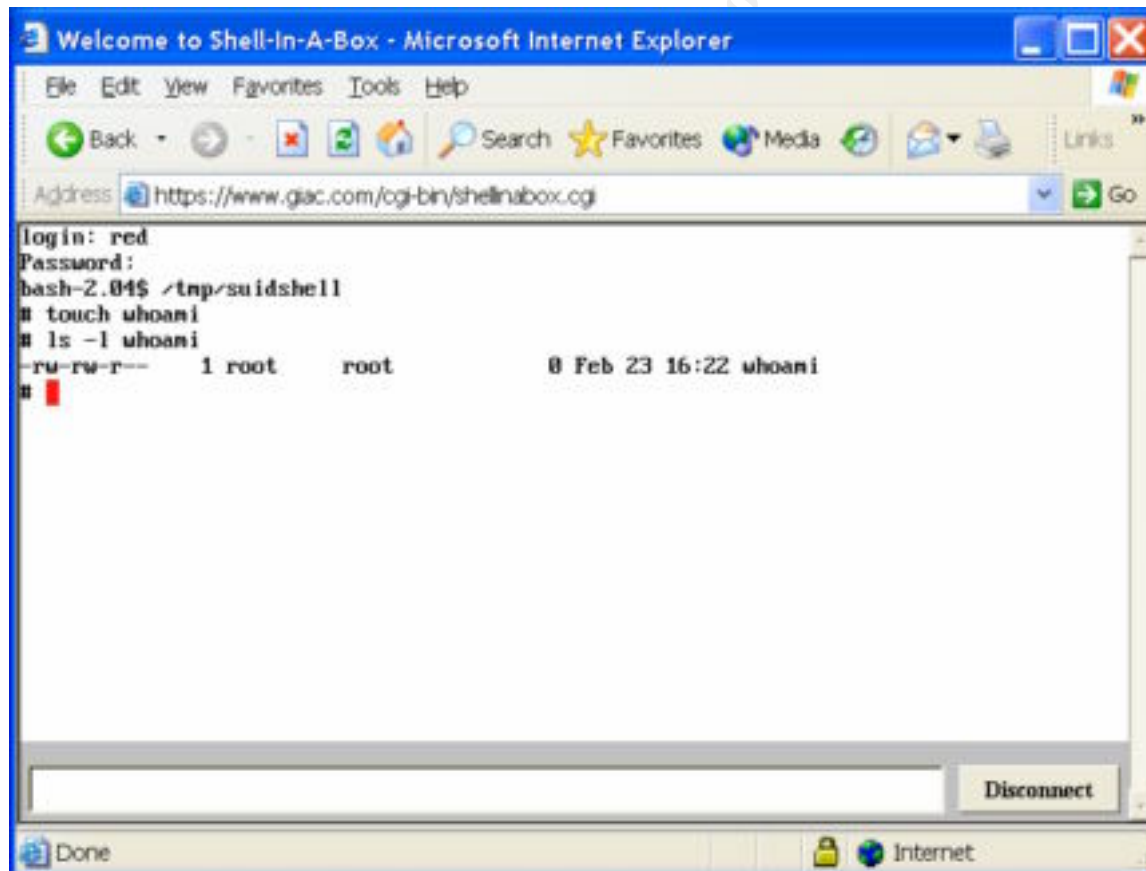 Welcome to Shell-In-A-Box - Microsoft Internet Explorer
File Edit View Favorites Tools Help
Back Search Favorites Media Links »
Address https://www.giac.com/cgi-bin/shellinabox.cgi Go
login: red
Password:
bash-2.04$ /tmp/suidshell
# touch whoami
# ls -l whoami
-rw-rw-r-- 1 root root 0 Feb 23 16:22 whoami
#
Disconnect
Done Internet